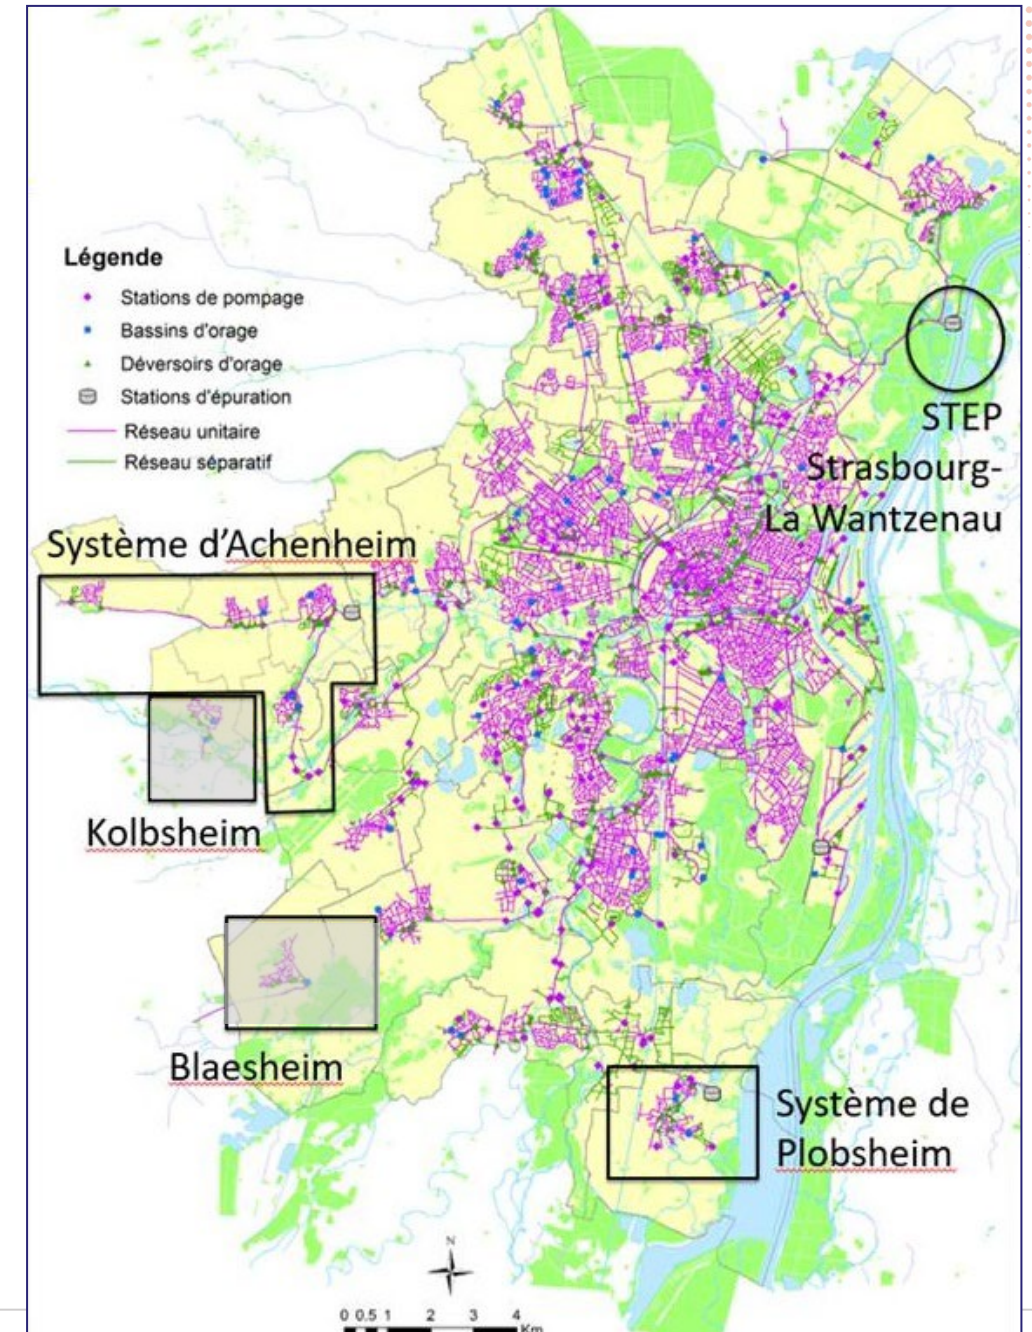 Légende
Stations de pompage
Bassins d'orage
Déversoirs d'orage
Stations d'épuration
Réseau unitaire
Réseau séparatif
STEP
Strasbourg-
La Wantzenau
Système d'Achenheim
Kolbsheim
Blaesheim
Système de
Plobsheim
N
0 0.5 1 2 3 4
Km